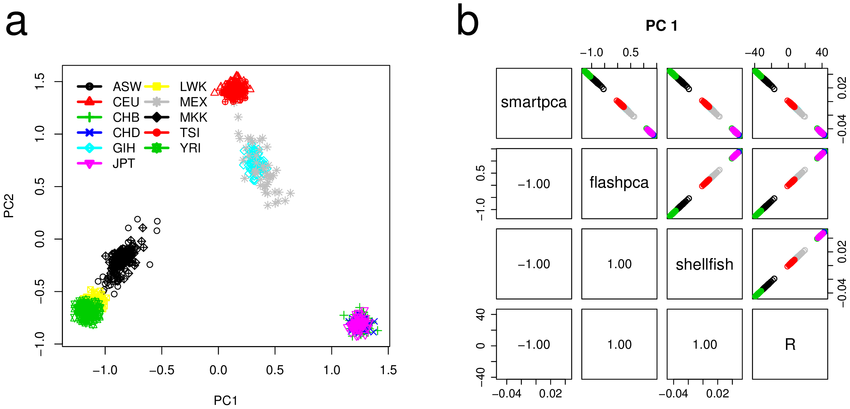 a
b
PC 1
ASW LWK
CEU MEX
CHB MKK
CHD TSI
GIH YRI
JPT
PC2
1.5
1.0
0.5
0.0
−0.5
−1.0
−1.0 −0.5 0.0 0.5 1.0 1.5
PC1
−1.0 0.5
−40 0 40
smartpca
−0.04 0.02
−1.0 0.5
−1.00
flashpca
−1.00
1.00
shellfish
−0.04 0.02
−40 0 40
−1.00
1.00
1.00
R
−0.04 0.02
−0.04 0.02